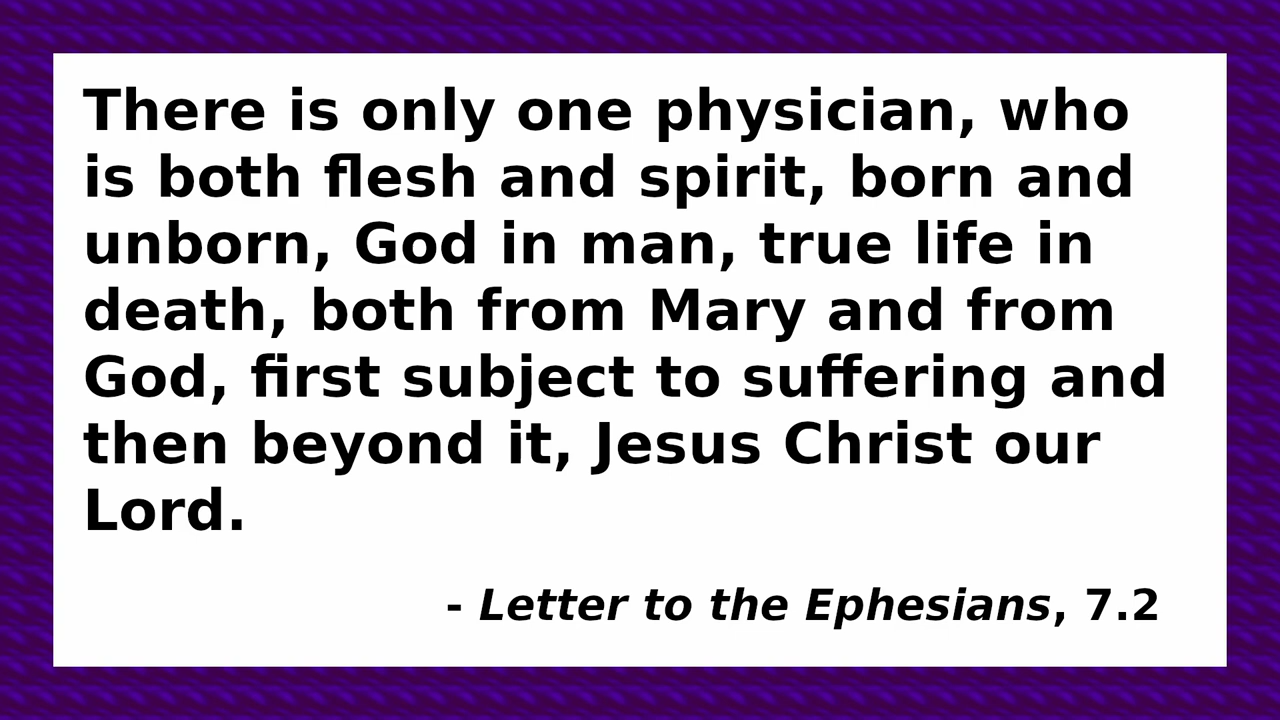 There is only one physician, who
is both flesh and spirit, born and
unborn, God in man, true life in
death, both from Mary and from
God, first subject to suffering and
then beyond it, Jesus Christ our
Lord.
- Letter to the Ephesians, 7.2